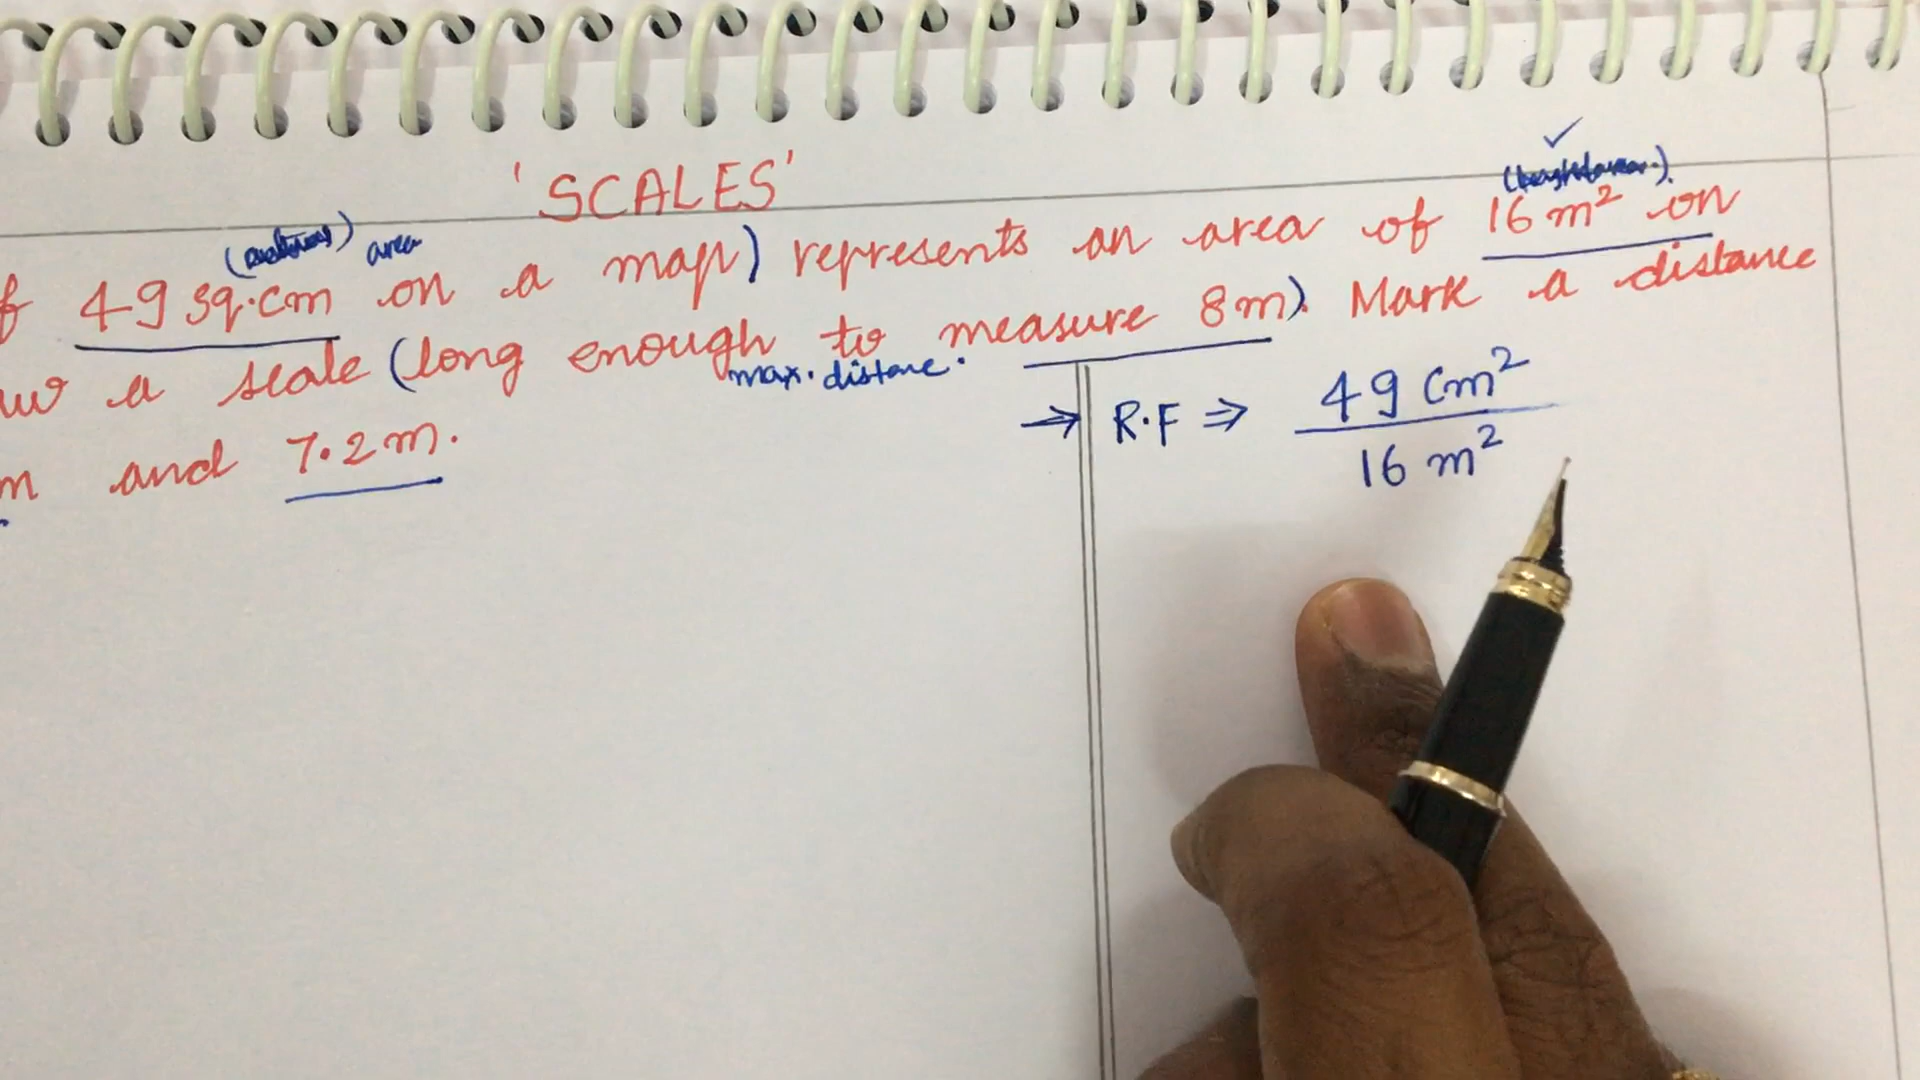 'SCALES'
area
f 49 sq.cm on a map) represents an area of 16 m² on
w a scale (long enough to measure 8m). Mark a distance
max. distance.
m and 7.2 m.
→ R.F ⇒ 49 cm² / 16 m²